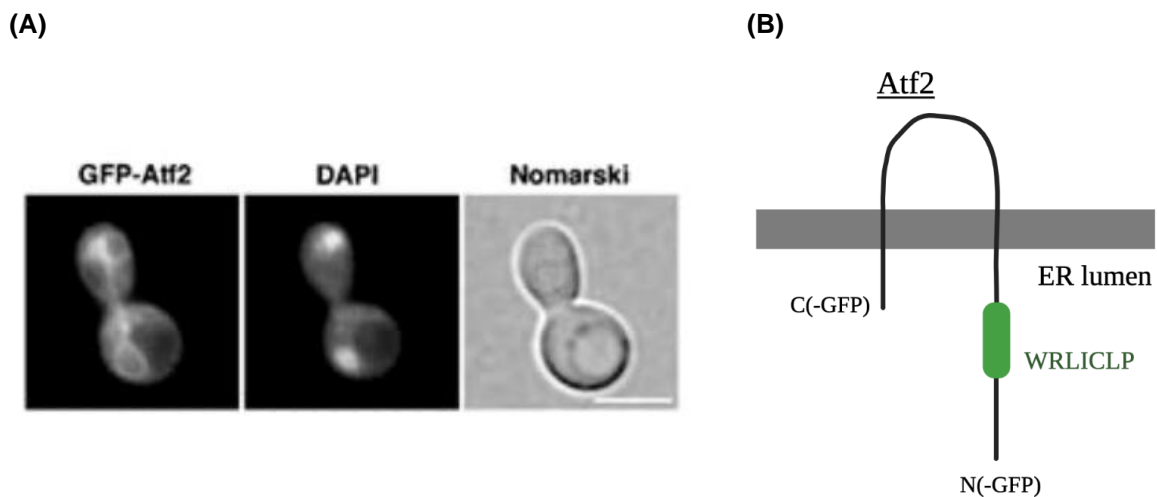 (A)
(B)
Atf2
GFP-Atf2 DAPI Nomarski
ER lumen
C(-GFP)
WRLICLP
N(-GFP)